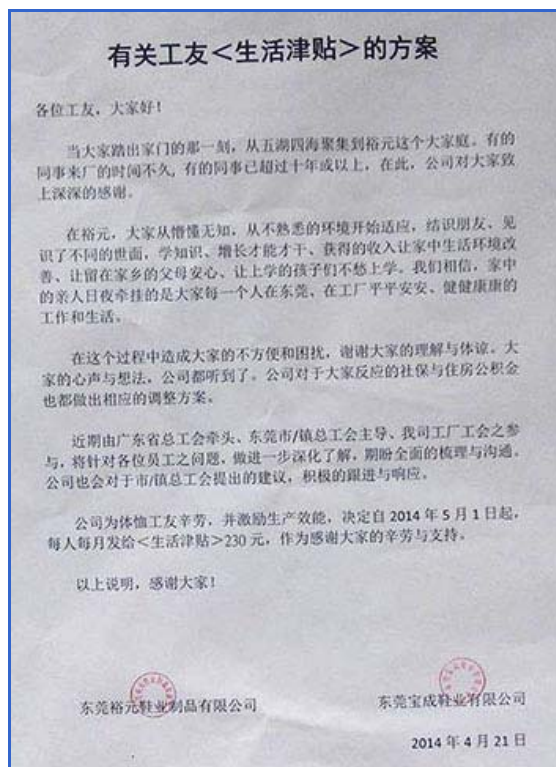 有关工友<生活津贴>的方案
各位工友，大家好！
当大家踏出家门的那一刻，从五湖四海聚集到裕元这个大家庭。有的
同事来厂的时间不久，有的同事已超过十年或以上，在此，公司对大家致
上深深的感谢。
在裕元，大家从懵懂无知，从不熟悉的环境开始适应，结识朋友、见
识了不同的世面，学知识、增长才能才干、获得的收入让家中生活环境改
善、让留在家乡的父母安心、让上学的孩子们不愁上学。我们相信，家中
的亲人日夜牵挂的是大家每一个人在东莞、在工厂平平安安、健健康康的
工作和生活。
在这个过程中造成大家的不方便和困扰，谢谢大家的理解与体谅。大
家的心声与想法，公司都听到了。公司对于大家反应的社保与住房公积金
也都做出相应的调整方案。
近期由广东省总工会牵头、东莞市/镇总工会主导、我司工厂工会之参
与，将针对各位员工之问题，做进一步深化了解，期盼全面的梳理与沟通。
公司也会对于市/镇总工会提出的建议，积极的跟进与响应。
公司为体恤工友辛劳，并激励生产效能，决定自 2014 年 5 月 1 日起，
每人每月发给<生活津贴>230 元，作为感谢大家的辛劳与支持。
以上说明，感谢大家！
东莞裕元鞋业制品有限公司
东莞宝成鞋业有限公司
2014 年 4 月 21 日